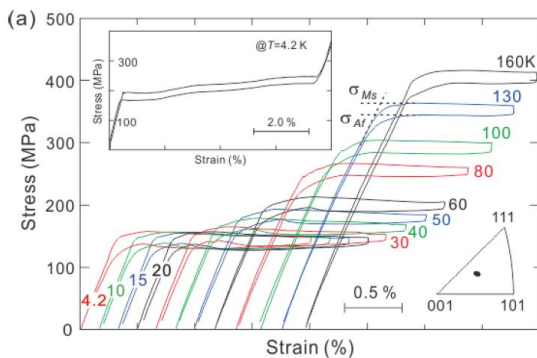 (a)
500
400
300
200
100
0
Stress (MPa)
Strain (%)
@T=4.2 K
300
100
Stress (MPa)
2.0 %
Strain (%)
160K
σMs
130
σAf
100
80
60
50
40
30
20
15
10
4.2
0.5 %
111
001
101